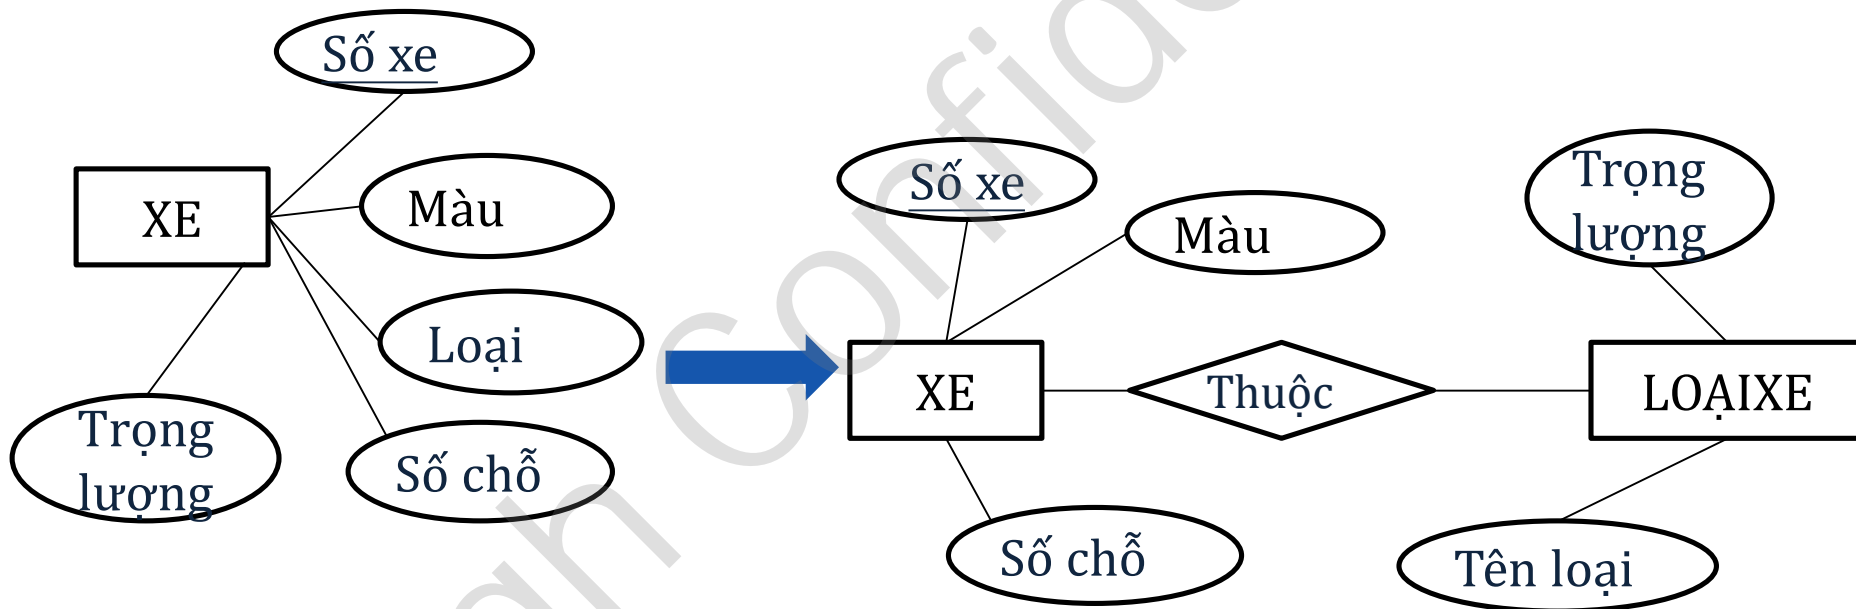 Số xe
XE
Màu
Loại
Trọng
lượng
Số chỗ
Số xe
Màu
Trọng
lượng
XE
Thuộc
LOẠIXE
Số chỗ
Tên loại